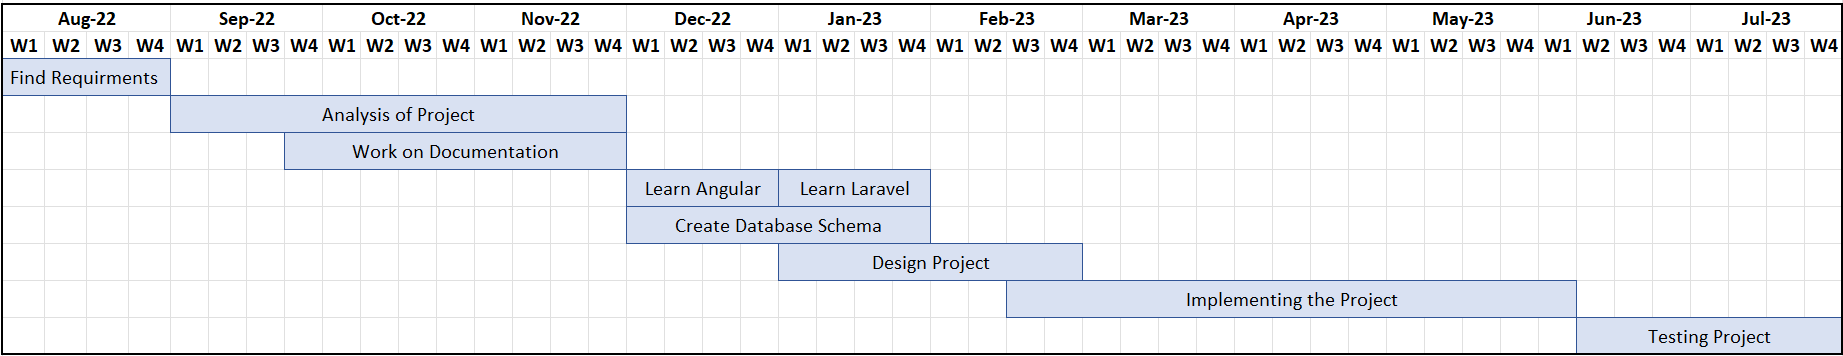 Aug-22 Sep-22 Oct-22 Nov-22 Dec-22 Jan-23 Feb-23 Mar-23 Apr-23 May-23 Jun-23 Jul-23
W1 W2 W3 W4 W1 W2 W3 W4 W1 W2 W3 W4 W1 W2 W3 W4 W1 W2 W3 W4 W1 W2 W3 W4 W1 W2 W3 W4 W1 W2 W3 W4 W1 W2 W3 W4 W1 W2 W3 W4 W1 W2 W3 W4 W1 W2 W3 W4
Find Requirments
Analysis of Project
Work on Documentation
Learn Angular Learn Laravel
Create Database Schema
Design Project
Implementing the Project
Testing Project